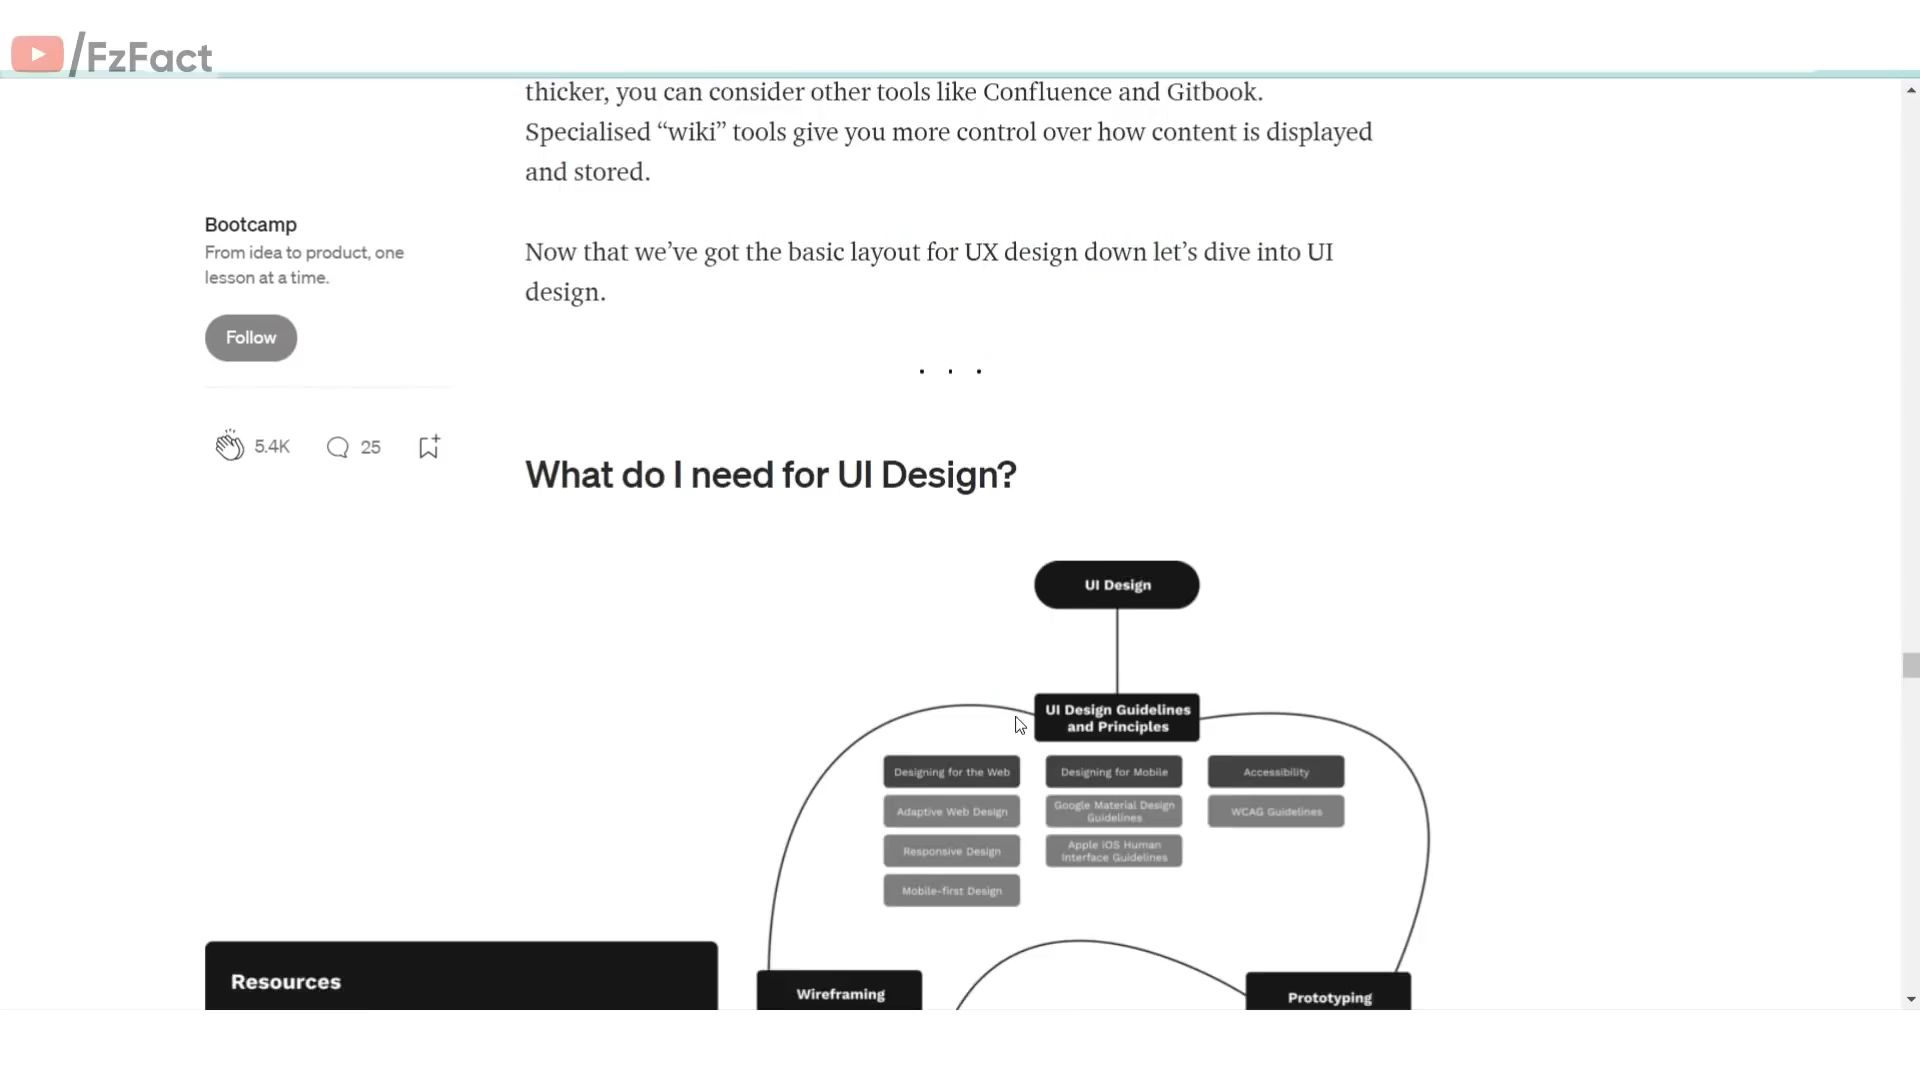 /FzFact
thicker, you can consider other tools like Confluence and Gitbook.
Specialised “wiki” tools give you more control over how content is displayed
and stored.
Bootcamp
From idea to product, one
lesson at a time.
Follow
5.4K
25
Now that we’ve got the basic layout for UX design down let’s dive into UI
design.
. . .
What do I need for UI Design?
UI Design
UI Design Guidelines
and Principles
Designing for the Web
Adaptive Web Design
Responsive Design
Mobile-first Design
Designing for Mobile
Google Material Design
Guidelines
Apple iOS Human
Interface Guidelines
Accessibility
WCAG Guidelines
Resources
Wireframing
Prototyping